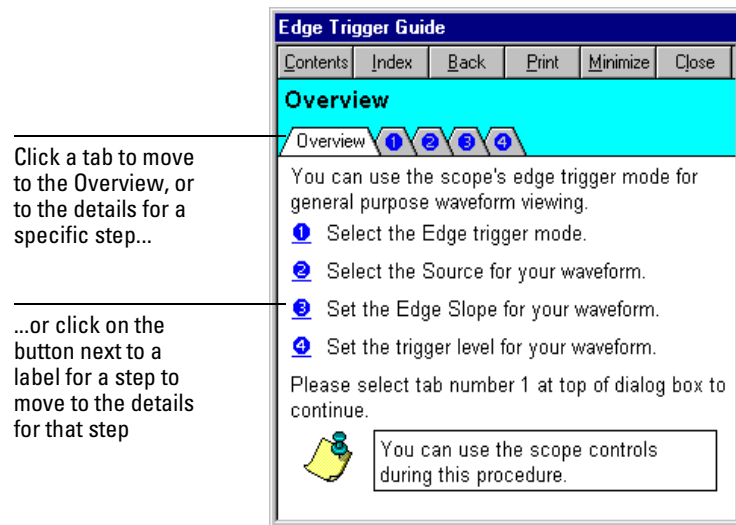 Edge Trigger Guide
Contents Index Back Print Minimize Close
Overview
Overview 1 2 3 4
Click a tab to move
to the Overview, or
to the details for a
specific step...
You can use the scope's edge trigger mode for
general purpose waveform viewing.
1 Select the Edge trigger mode.
2 Select the Source for your waveform.
3 Set the Edge Slope for your waveform.
4 Set the trigger level for your waveform.
...or click on the
button next to a
label for a step to
move to the details
for that step
Please select tab number 1 at top of dialog box to
continue.
You can use the scope controls
during this procedure.